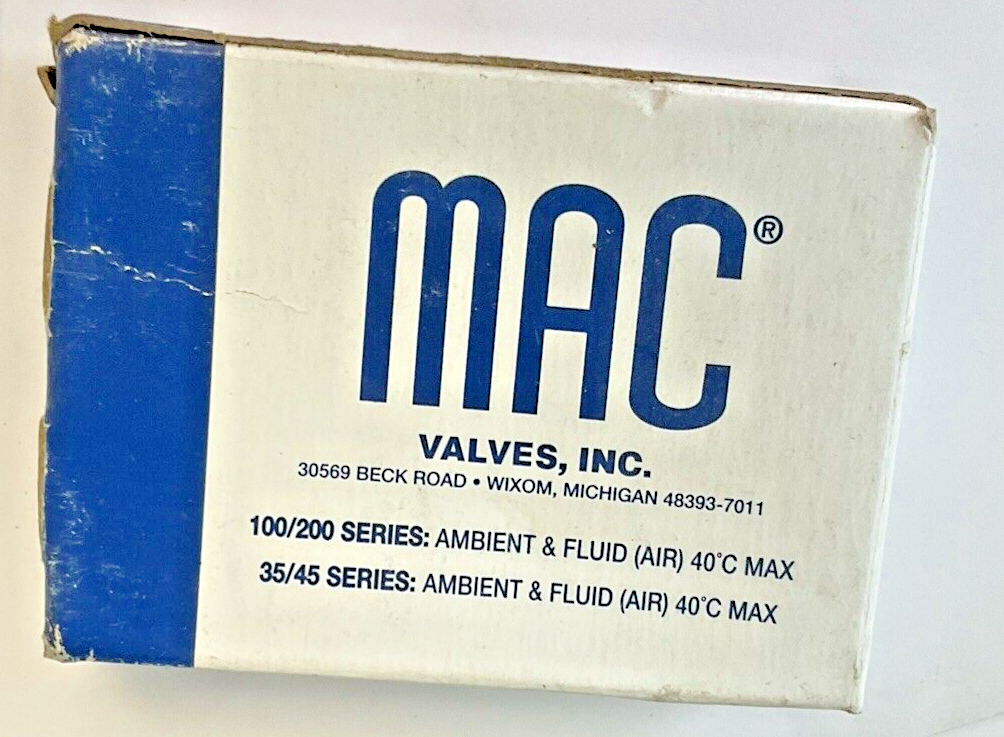 MAC®
VALVES, INC.
30569 BECK ROAD • WIXOM, MICHIGAN 48393-7011
100/200 SERIES: AMBIENT & FLUID (AIR) 40°C MAX
35/45 SERIES: AMBIENT & FLUID (AIR) 40°C MAX